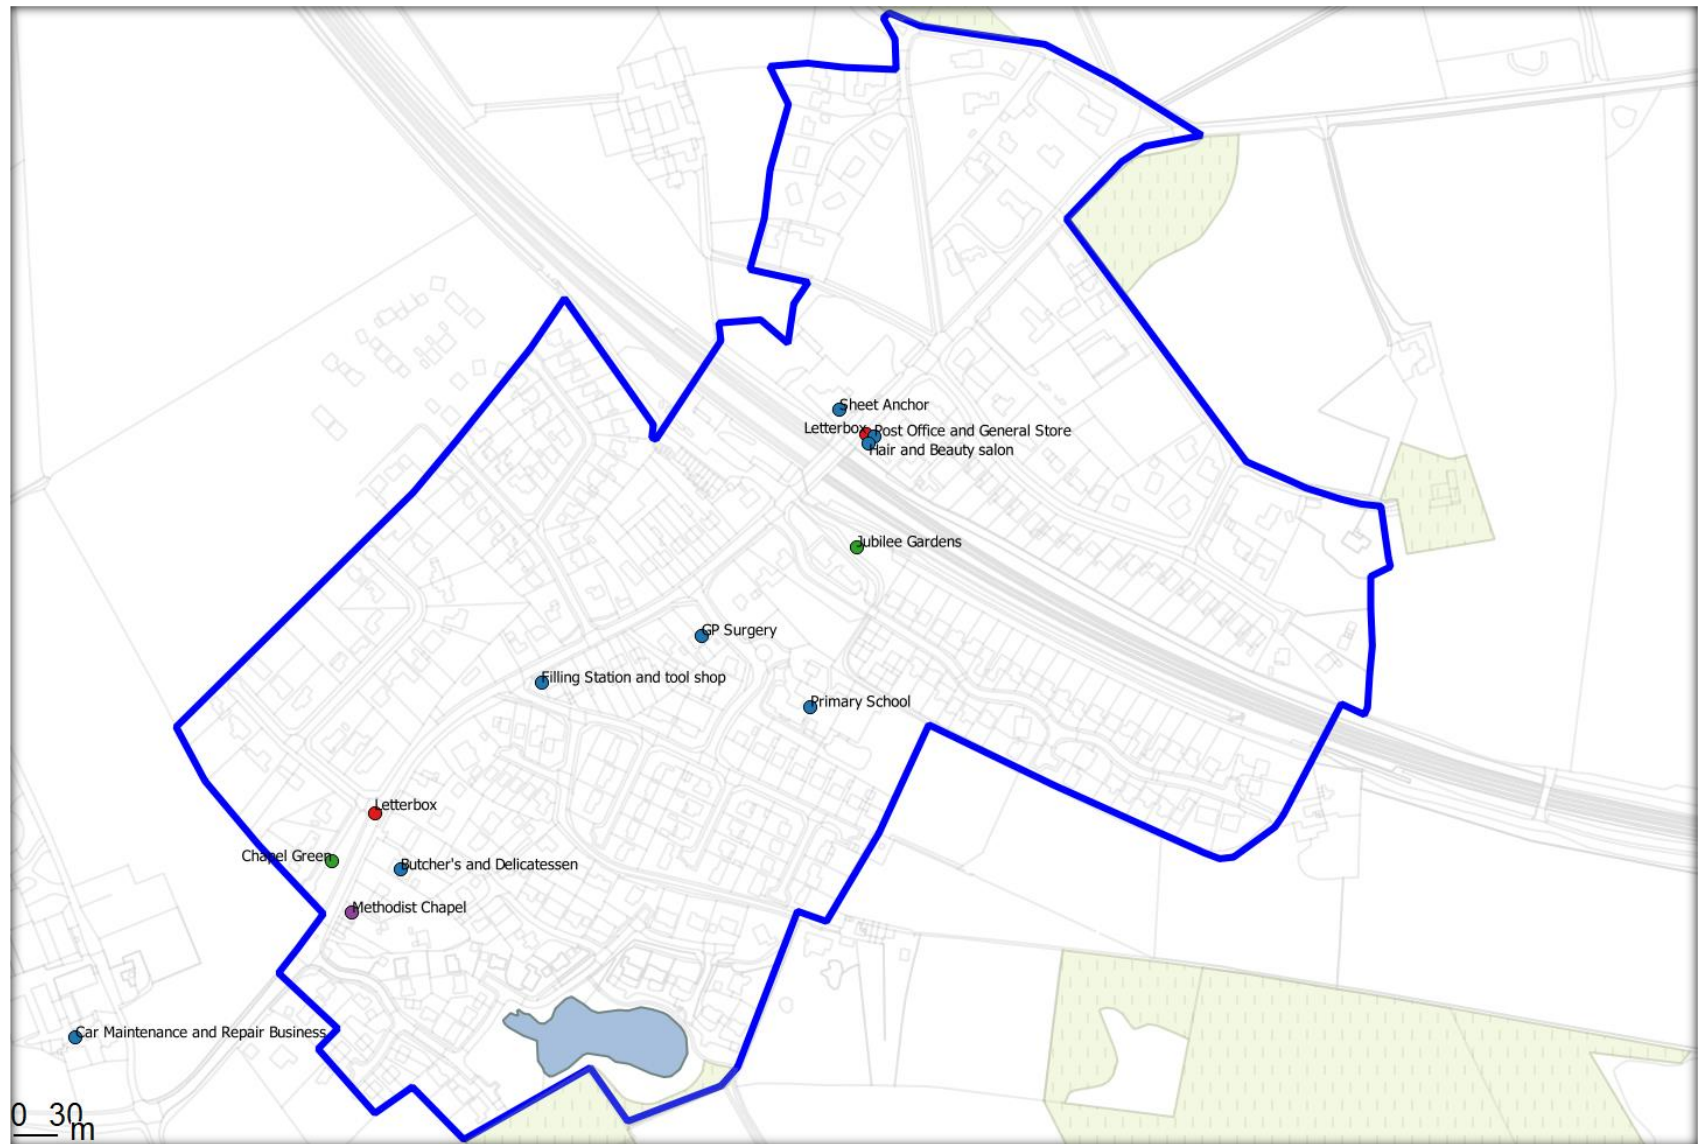 Sheet Anchor
Letterbox
Post Office and General Store
Hair and Beauty salon
Jubilee Gardens
GP Surgery
Filling Station and tool shop
Primary School
Letterbox
Chapel Green
Butcher's and Delicatessen
Methodist Chapel
Car Maintenance and Repair Business
0 30
m